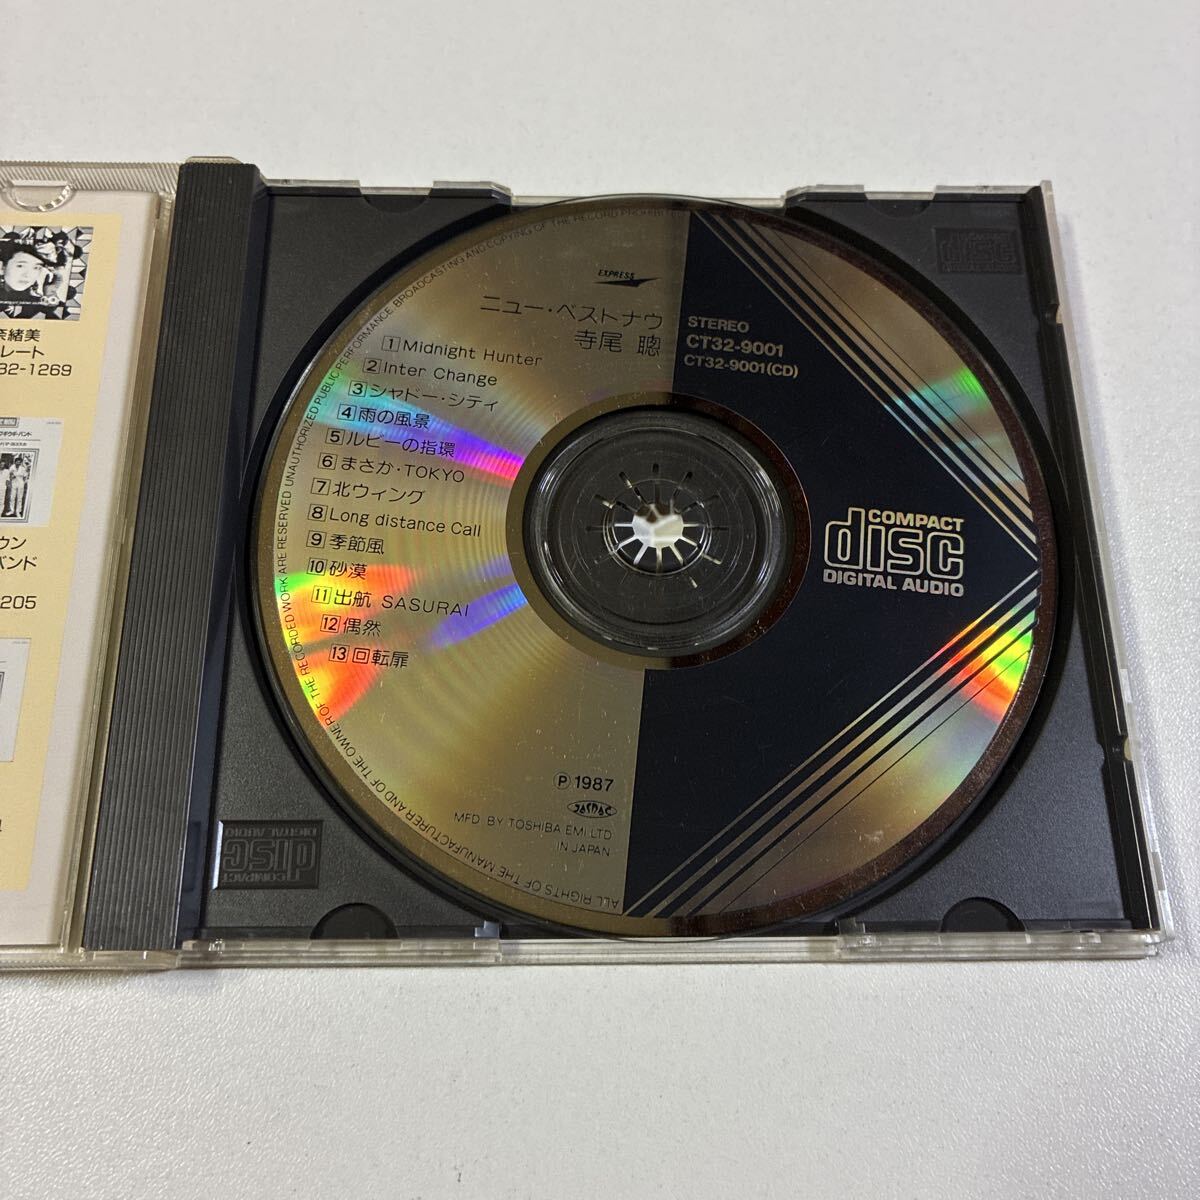 奈緒美
レート
32-1269
ウン
バンド
205
EXPRESS
ニュー・ベストナウ
寺尾 聰
1 Midnight Hunter
2 Inter Change
3 シャドー・シティ
4 雨の風景
5 ルビーの指環
6 まさか・TOKYO
7 北ウィング
8 Long distance Call
9 季節風
10 砂漠
11 出航 SASURAI
12 偶然
13 回転扉
STEREO
CT32-9001
CT32-9001(CD)
COMPACT
disc
DIGITAL AUDIO
Ⓟ 1987
JASRAC
MFD BY TOSHIBA EMI LTD
IN JAPAN
ALL RIGHTS OF THE MANUFACTURER AND OF THE OWNER OF THE RECORDED WORK ARE RESERVED UNAUTHORIZED PUBLIC PERFORMANCE BROADCASTING AND COPYING OF THE RECORD PROHIBITED
disc
COMPACT
disc
DIGITAL AUDIO